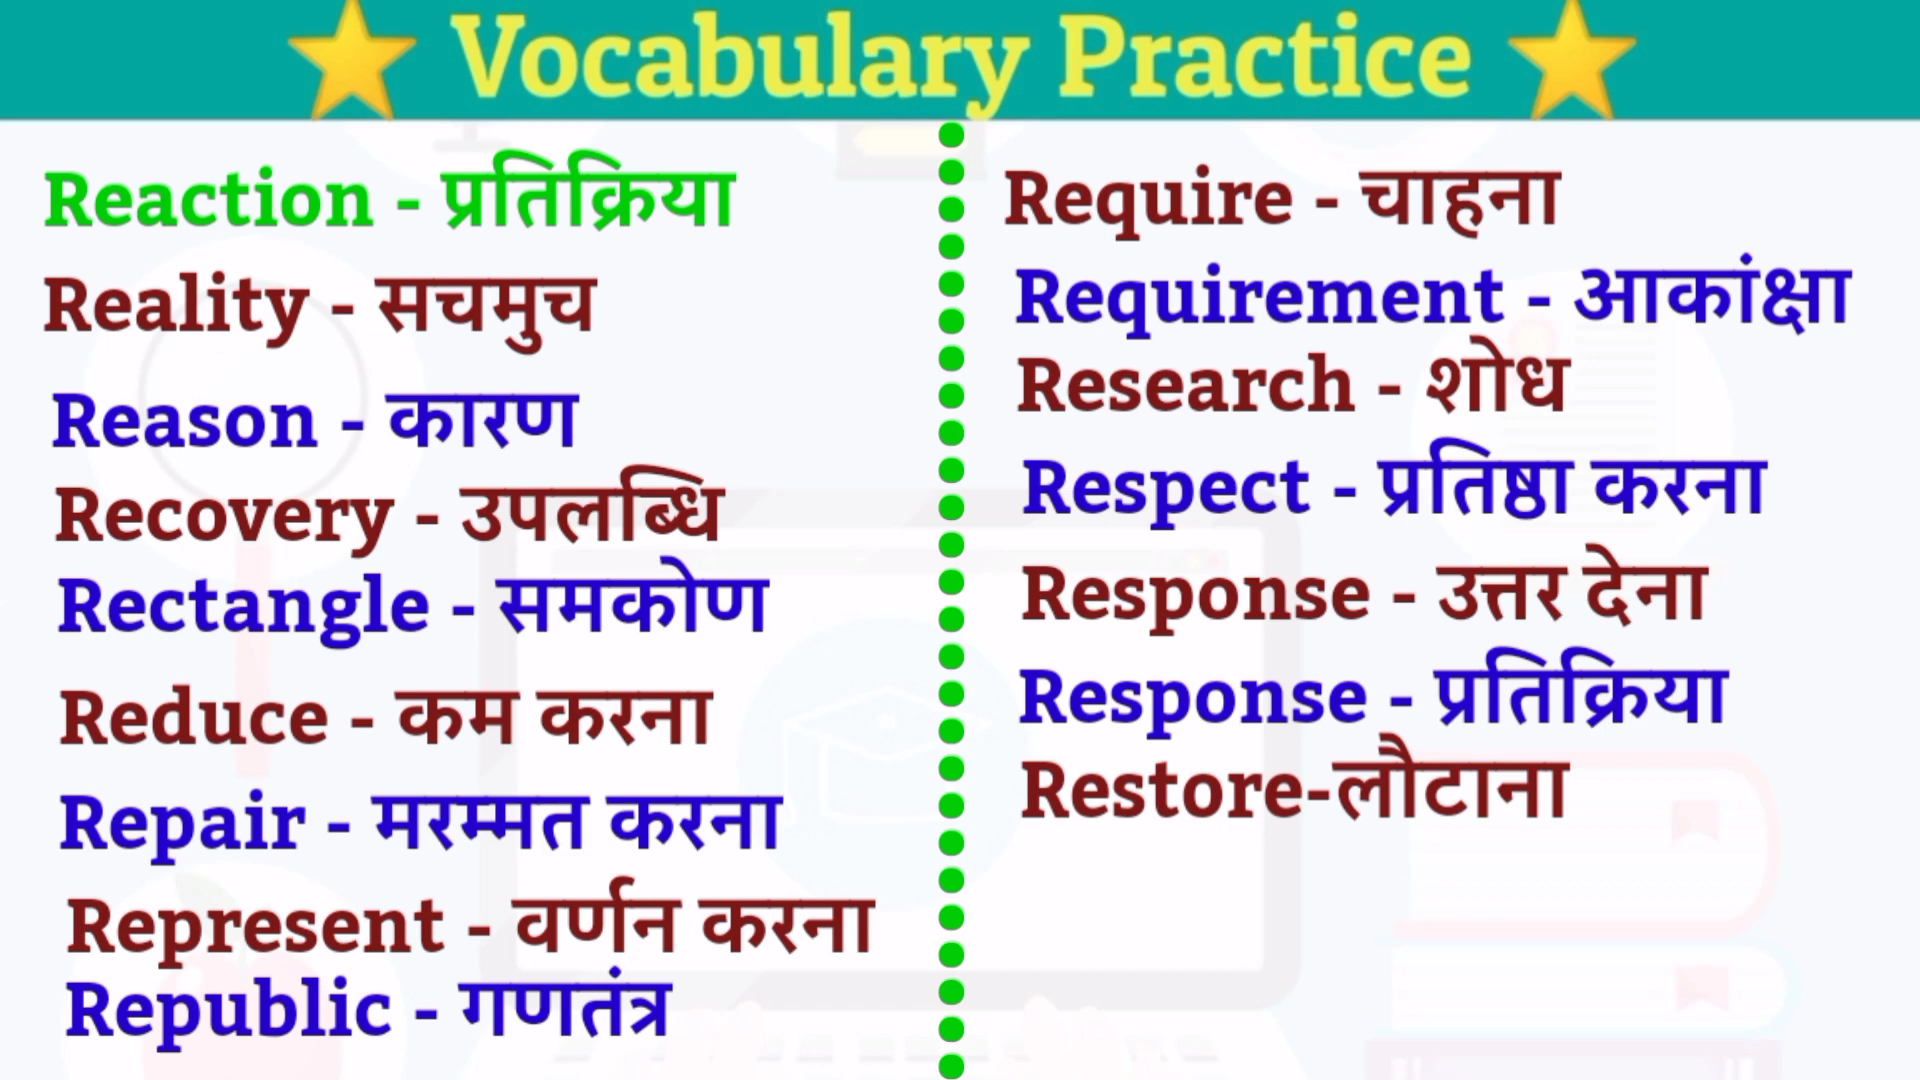 Vocabulary Practice
Reaction - प्रतिक्रिया
Reality - सचमुच
Reason - कारण
Recovery - उपलब्धि
Rectangle - समकोण
Reduce - कम करना
Repair - मरम्मत करना
Represent - वर्णन करना
Republic - गणतंत्र
Require - चाहना
Requirement - आकांक्षा
Research - शोध
Respect - प्रतिष्ठा करना
Response - उत्तर देना
Response - प्रतिक्रिया
Restore-लौटाना